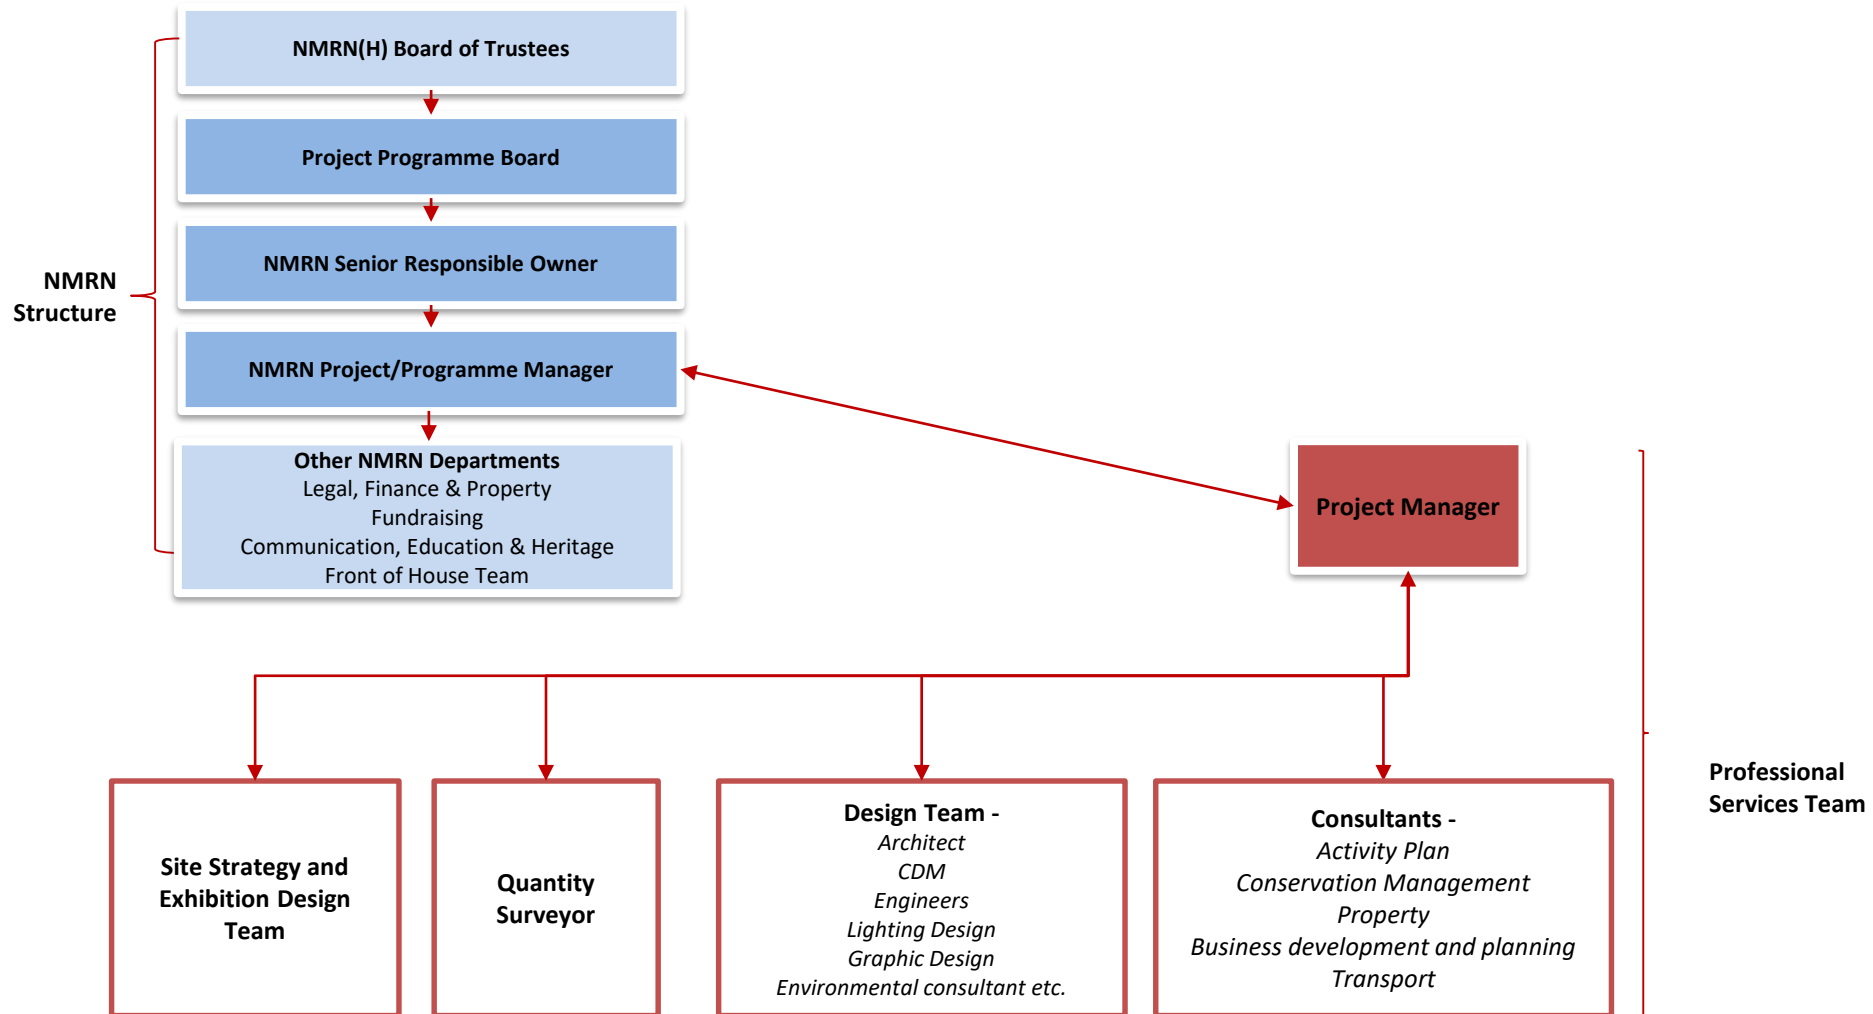 NMRN(H) Board of Trustees
Project Programme Board
NMRN Senior Responsible Owner
NMRN
Structure
NMRN Project/Programme Manager
Other NMRN Departments
Legal, Finance & Property
Fundraising
Communication, Education & Heritage
Front of House Team
Project Manager
Professional
Services Team
Site Strategy and
Exhibition Design
Team
Quantity
Surveyor
Design Team -
Architect
CDM
Engineers
Lighting Design
Graphic Design
Environmental consultant etc.
Consultants -
Activity Plan
Conservation Management
Property
Business development and planning
Transport